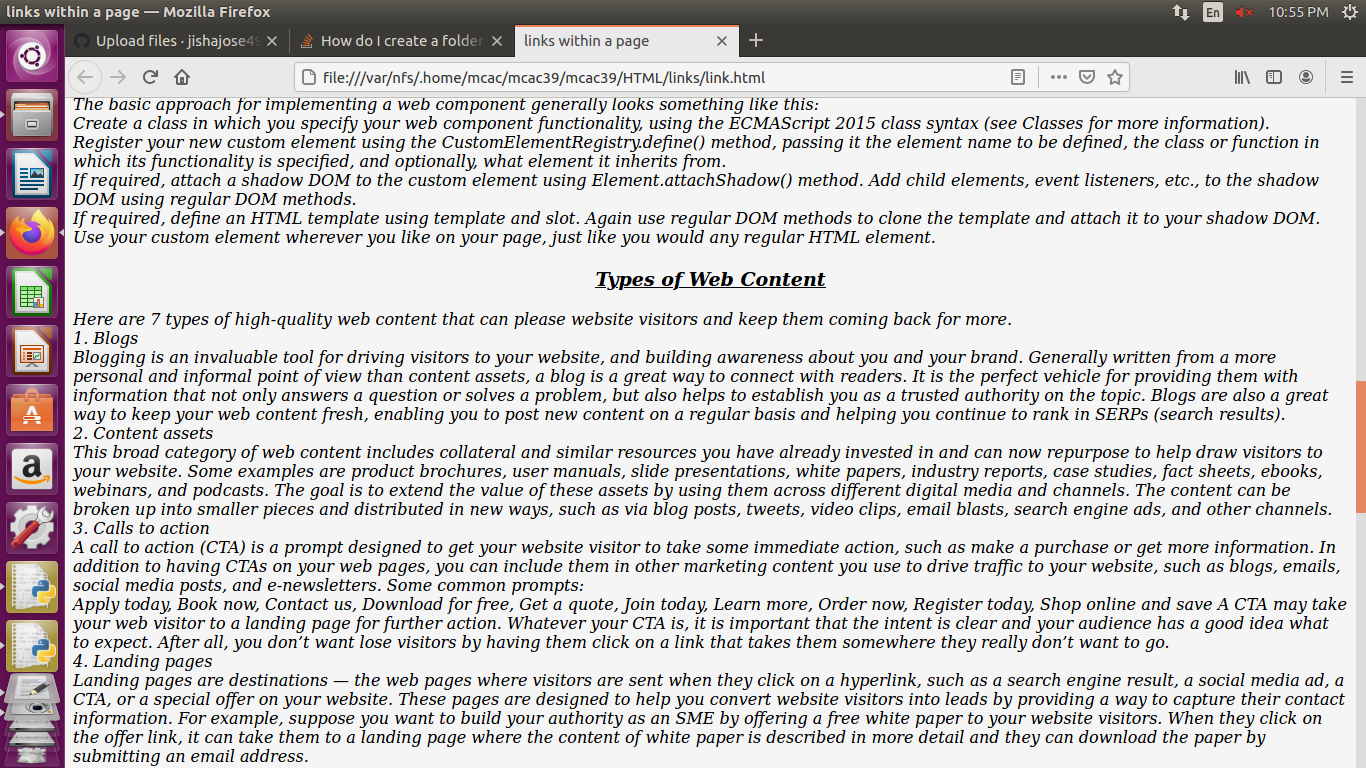 links within a page — Mozilla Firefox
En
10:55 PM
Upload files · jishajose49
How do I create a folder
links within a page
file:///var/nfs/.home/mcac/mcac39/mcac39/HTML/links/link.html
The basic approach for implementing a web component generally looks something like this:
Create a class in which you specify your web component functionality, using the ECMAScript 2015 class syntax (see Classes for more information).
Register your new custom element using the CustomElementRegistry.define() method, passing it the element name to be defined, the class or function in
which its functionality is specified, and optionally, what element it inherits from.
If required, attach a shadow DOM to the custom element using Element.attachShadow() method. Add child elements, event listeners, etc., to the shadow
DOM using regular DOM methods.
If required, define an HTML template using template and slot. Again use regular DOM methods to clone the template and attach it to your shadow DOM.
Use your custom element wherever you like on your page, just like you would any regular HTML element.
Types of Web Content
Here are 7 types of high-quality web content that can please website visitors and keep them coming back for more.
1. Blogs
Blogging is an invaluable tool for driving visitors to your website, and building awareness about you and your brand. Generally written from a more
personal and informal point of view than content assets, a blog is a great way to connect with readers. It is the perfect vehicle for providing them with
information that not only answers a question or solves a problem, but also helps to establish you as a trusted authority on the topic. Blogs are also a great
way to keep your web content fresh, enabling you to post new content on a regular basis and helping you continue to rank in SERPs (search results).
2. Content assets
This broad category of web content includes collateral and similar resources you have already invested in and can now repurpose to help draw visitors to
your website. Some examples are product brochures, user manuals, slide presentations, white papers, industry reports, case studies, fact sheets, ebooks,
webinars, and podcasts. The goal is to extend the value of these assets by using them across different digital media and channels. The content can be
broken up into smaller pieces and distributed in new ways, such as via blog posts, tweets, video clips, email blasts, search engine ads, and other channels.
3. Calls to action
A call to action (CTA) is a prompt designed to get your website visitor to take some immediate action, such as make a purchase or get more information. In
addition to having CTAs on your web pages, you can include them in other marketing content you use to drive traffic to your website, such as blogs, emails,
social media posts, and e-newsletters. Some common prompts:
Apply today, Book now, Contact us, Download for free, Get a quote, Join today, Learn more, Order now, Register today, Shop online and save A CTA may take
your web visitor to a landing page for further action. Whatever your CTA is, it is important that the intent is clear and your audience has a good idea what
to expect. After all, you don’t want lose visitors by having them click on a link that takes them somewhere they really don’t want to go.
4. Landing pages
Landing pages are destinations — the web pages where visitors are sent when they click on a hyperlink, such as a search engine result, a social media ad, a
CTA, or a special offer on your website. These pages are designed to help you convert website visitors into leads by providing a way to capture their contact
information. For example, suppose you want to build your authority as an SME by offering a free white paper to your website visitors. When they click on
the offer link, it can take them to a landing page where the content of white paper is described in more detail and they can download the paper by
submitting an email address.